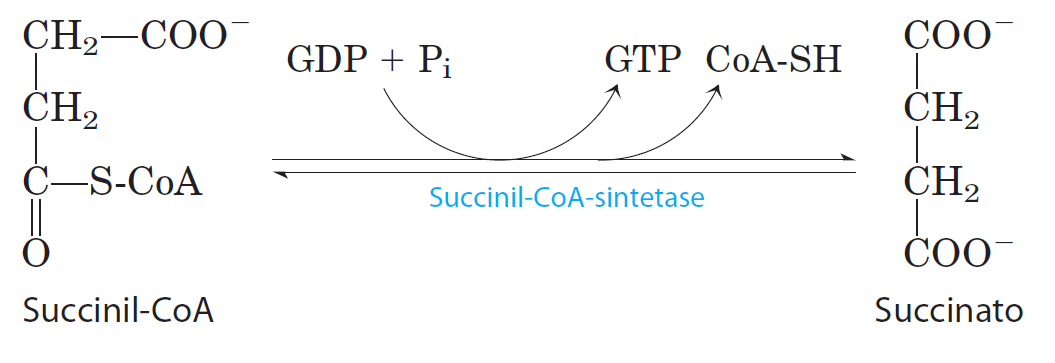 CH₂—COO⁻
CH₂
C—S-CoA
O
Succinil-CoA
GDP + Pᵢ
GTP CoA-SH
Succinil-CoA-sintetase
COO⁻
CH₂
CH₂
COO⁻
Succinato